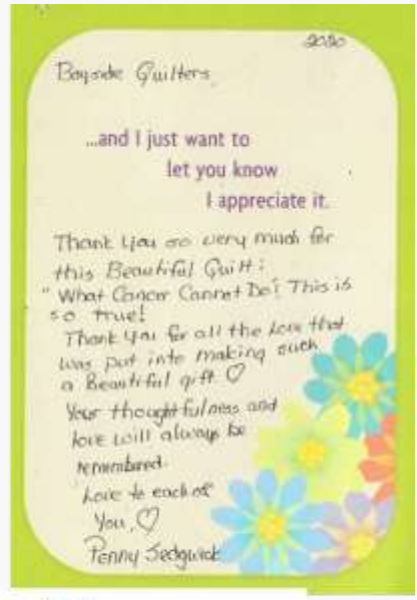 2020
Bayside Quilters,
...and I just want to
let you know
I appreciate it.
Thank you so very much for
this Beautiful Quilt:
"What Cancer Cannot Do". This is
so true!
Thank you for all the Love that
was put into making such
a Beautiful gift ♡
Your thoughtfulness and
love will always be
remembered.
Love to each of
You, ♡
Penny Sedgwick